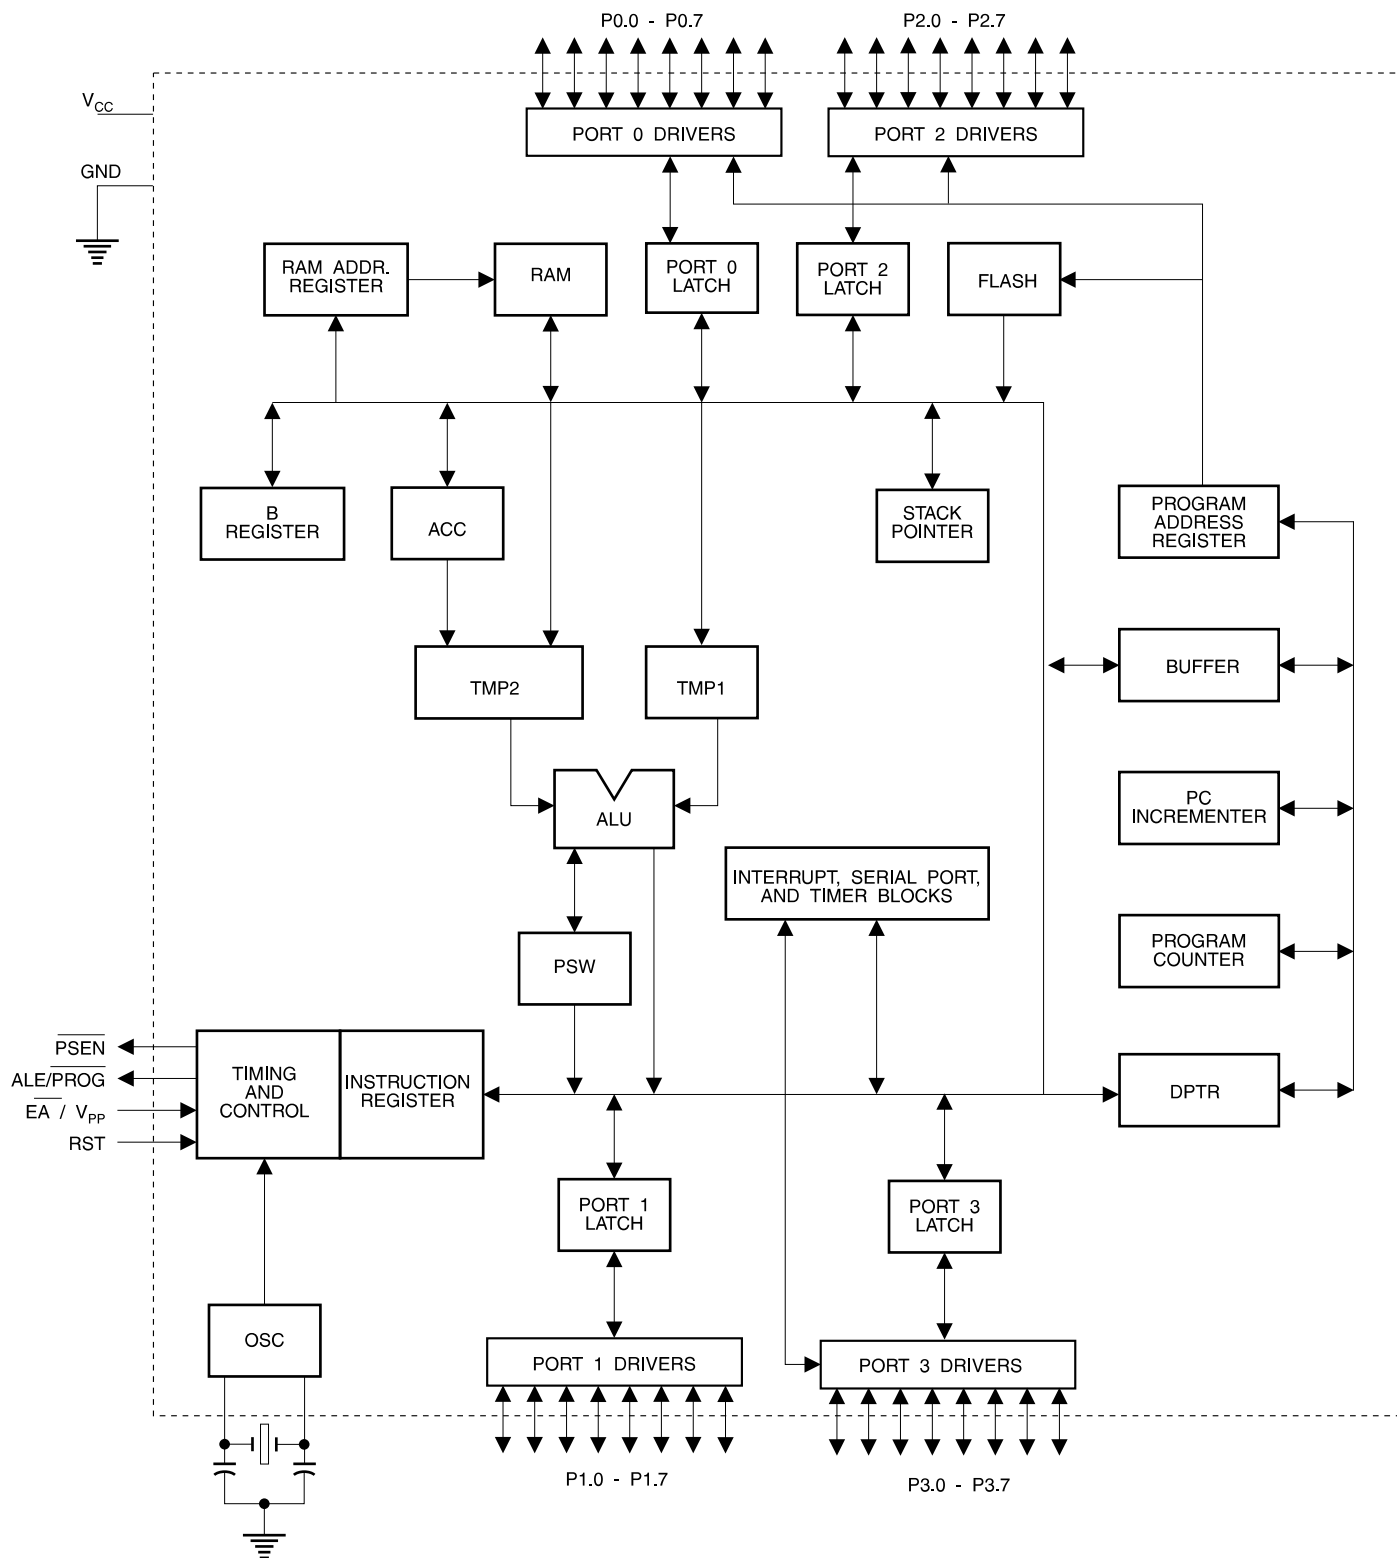 P0.0 - P0.7
P2.0 - P2.7
VCC
GND
PORT 0 DRIVERS
PORT 2 DRIVERS
RAM ADDR.
REGISTER
RAM
PORT 0
LATCH
PORT 2
LATCH
FLASH
B
REGISTER
ACC
STACK
POINTER
PROGRAM
ADDRESS
REGISTER
TMP2
TMP1
BUFFER
ALU
PC
INCREMENTER
INTERRUPT, SERIAL PORT,
AND TIMER BLOCKS
PSW
PROGRAM
COUNTER
PSEN
ALE/PROG
EA / VPP
RST
TIMING
AND
CONTROL
INSTRUCTION
REGISTER
DPTR
PORT 1
LATCH
PORT 3
LATCH
OSC
PORT 1 DRIVERS
PORT 3 DRIVERS
P1.0 - P1.7
P3.0 - P3.7